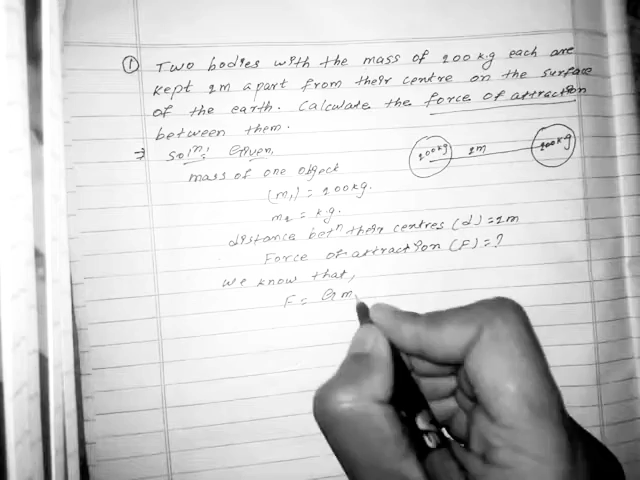 ① Two bodies with the mass of 200 k.g each are
kept 2m apart from their centre on the surface
of the earth. Calculate the force of attraction
between them.
→ Solⁿ: Given,
200kg 2m 200kg
mass of one object
(m₁) = 200kg.
m₂ = kg.
distance betⁿ their centres (d) = 2m
Force of attraction (F) = ?
we know that,
F = Gm